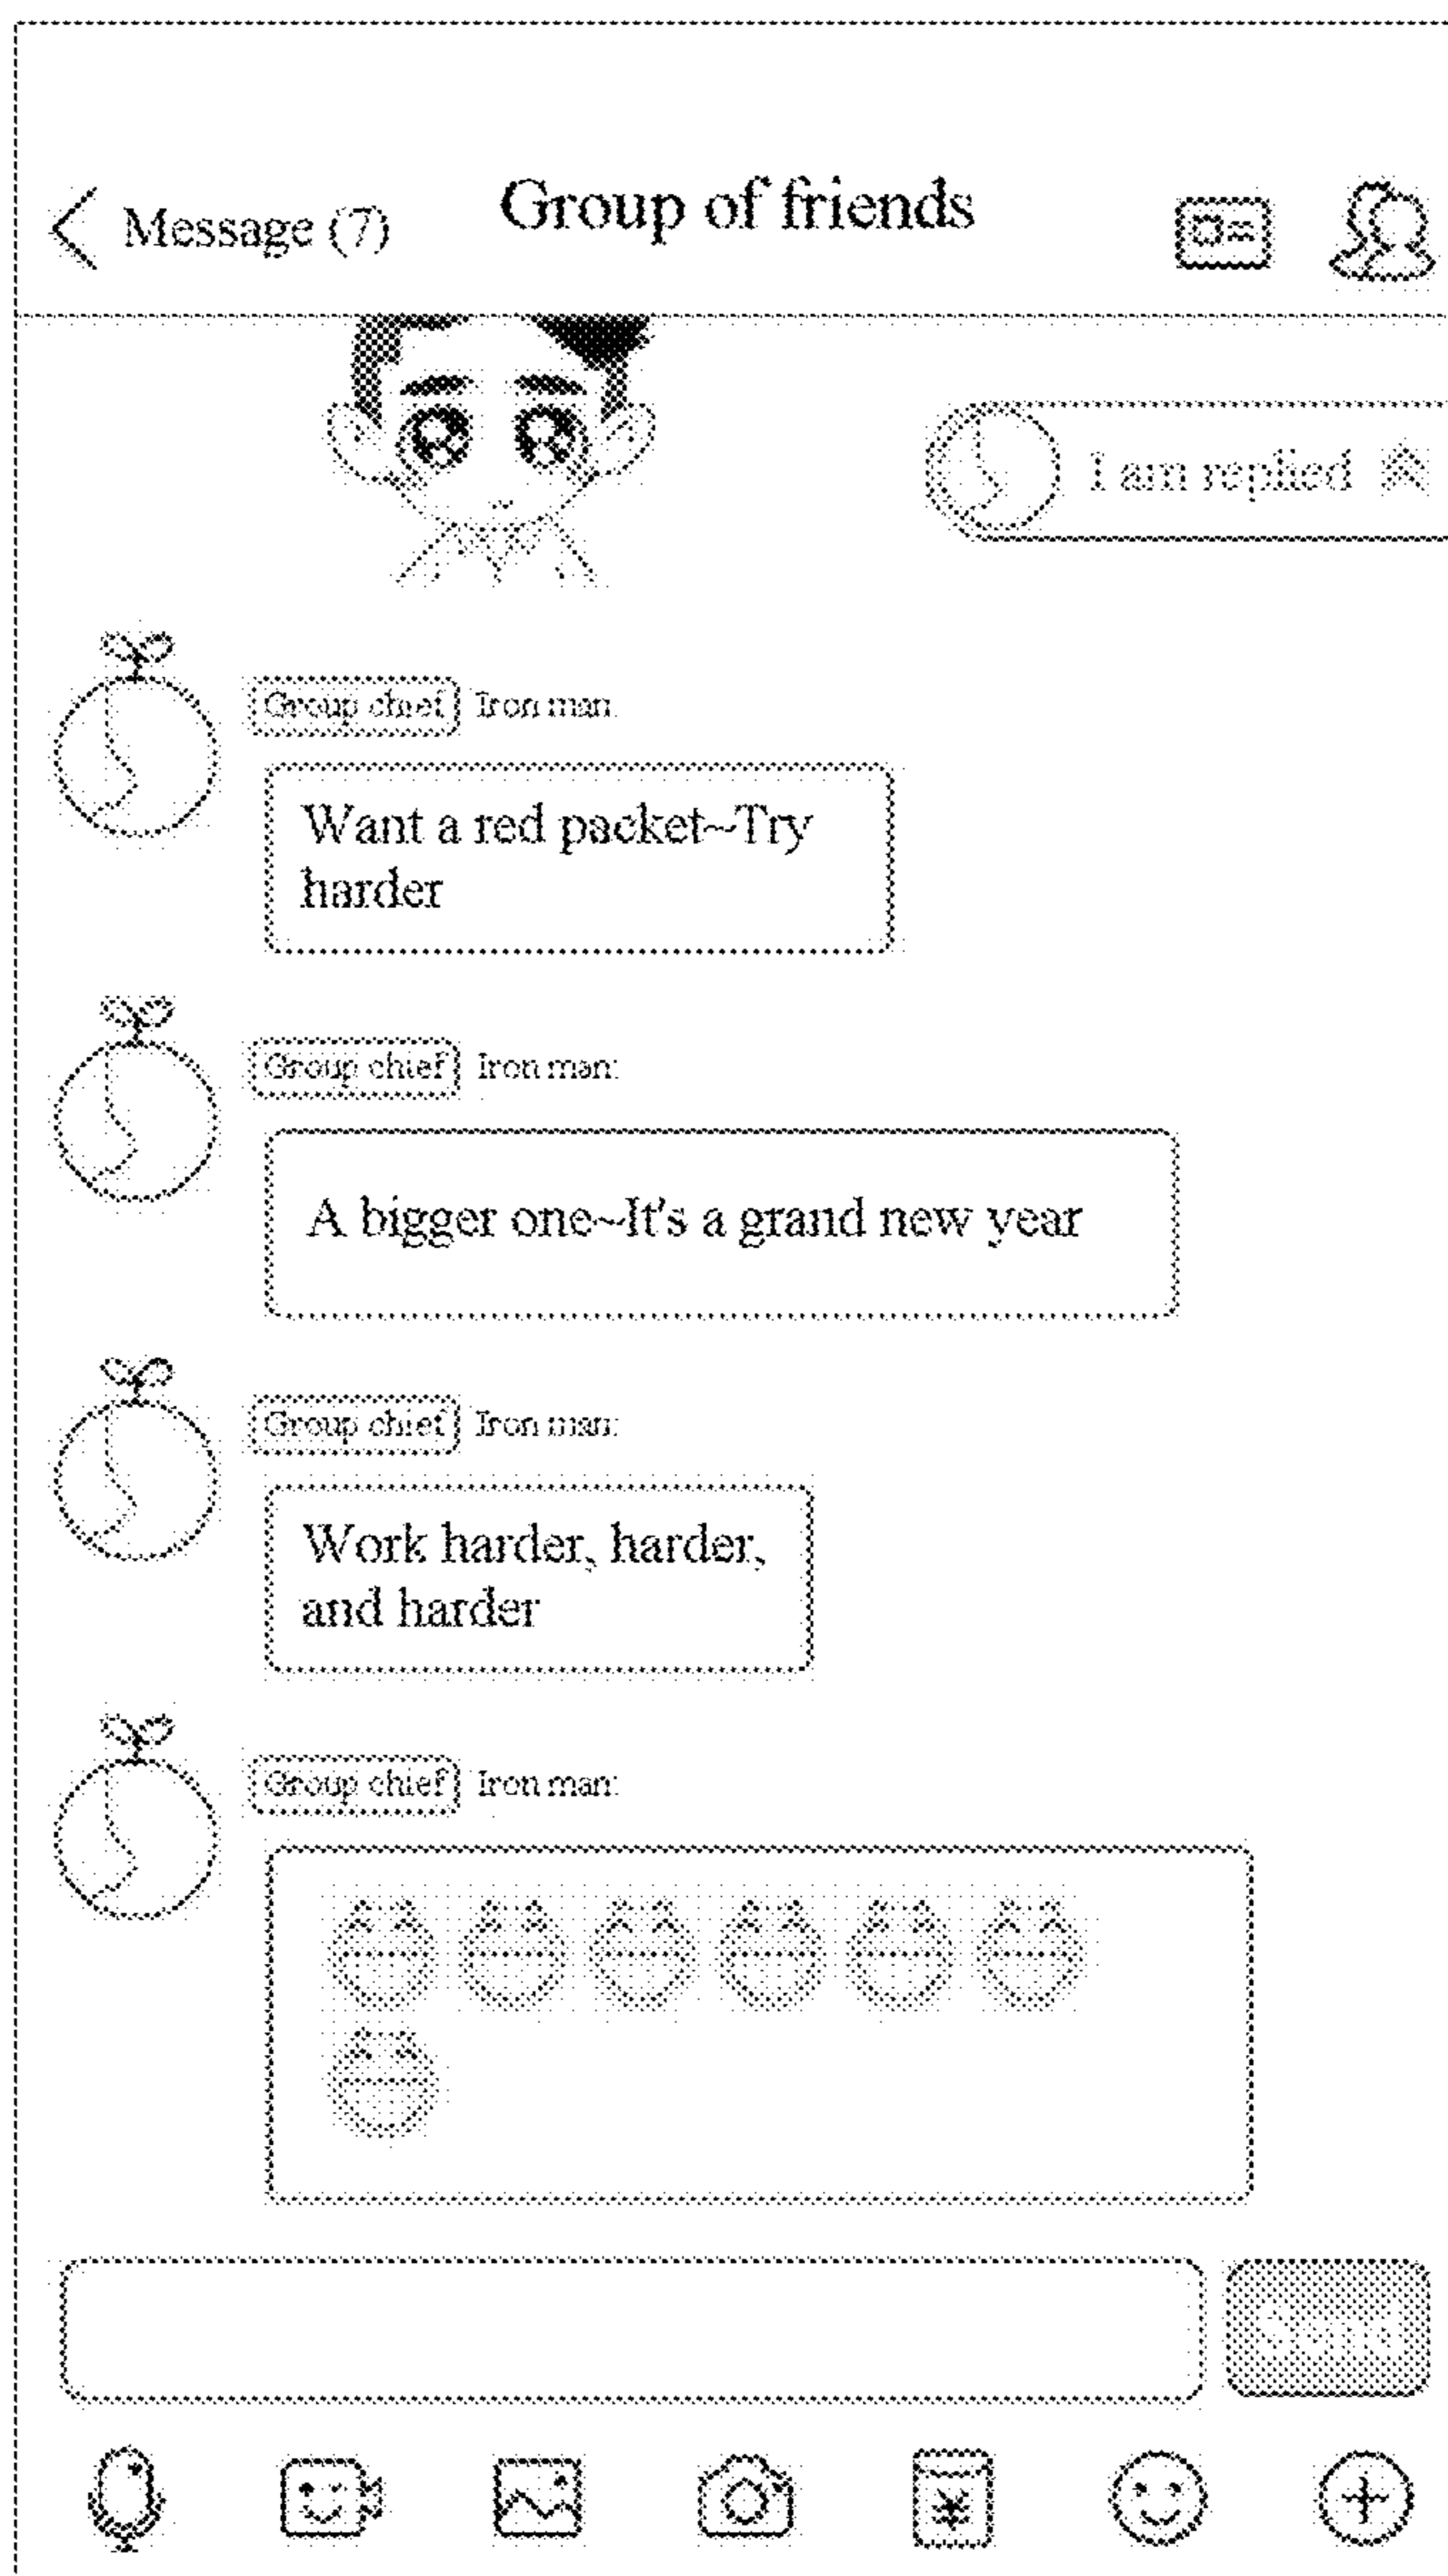 Message (7)
Group of friends
I am replied
Group chief Iron man:
Want a red packet~Try
harder
Group chief Iron man:
A bigger one~It's a grand new year
Group chief Iron man:
Work harder, harder,
and harder
Group chief Iron man:
Send
¥